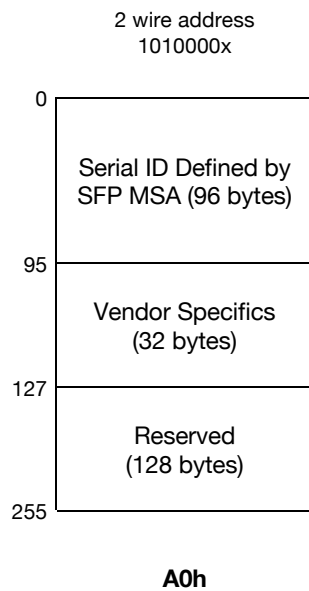 2 wire address
1010000x
0
Serial ID Defined by
SFP MSA (96 bytes)
95
Vendor Specifics
(32 bytes)
127
Reserved
(128 bytes)
255
A0h